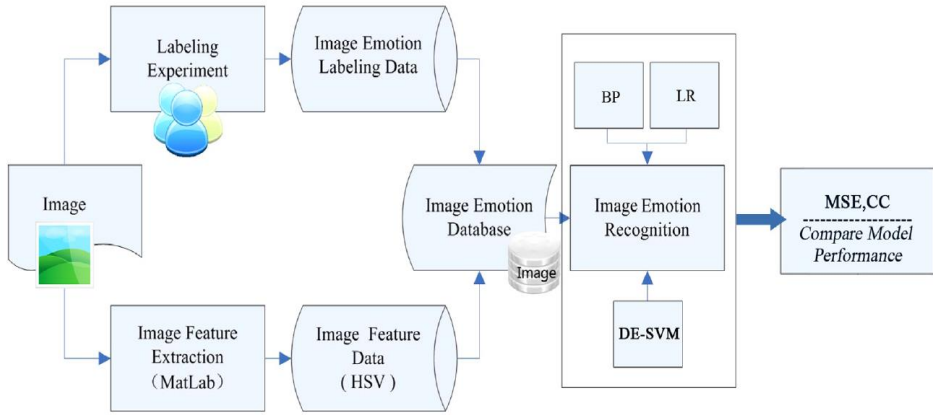 Labeling
Experiment
Image Emotion
Labeling Data
BP
LR
Image
Image Emotion
Database
Image
Image Emotion
Recognition
MSE,CC
Compare Model
Performance
Image Feature
Extraction
（MatLab）
Image Feature
Data
( HSV )
DE-SVM